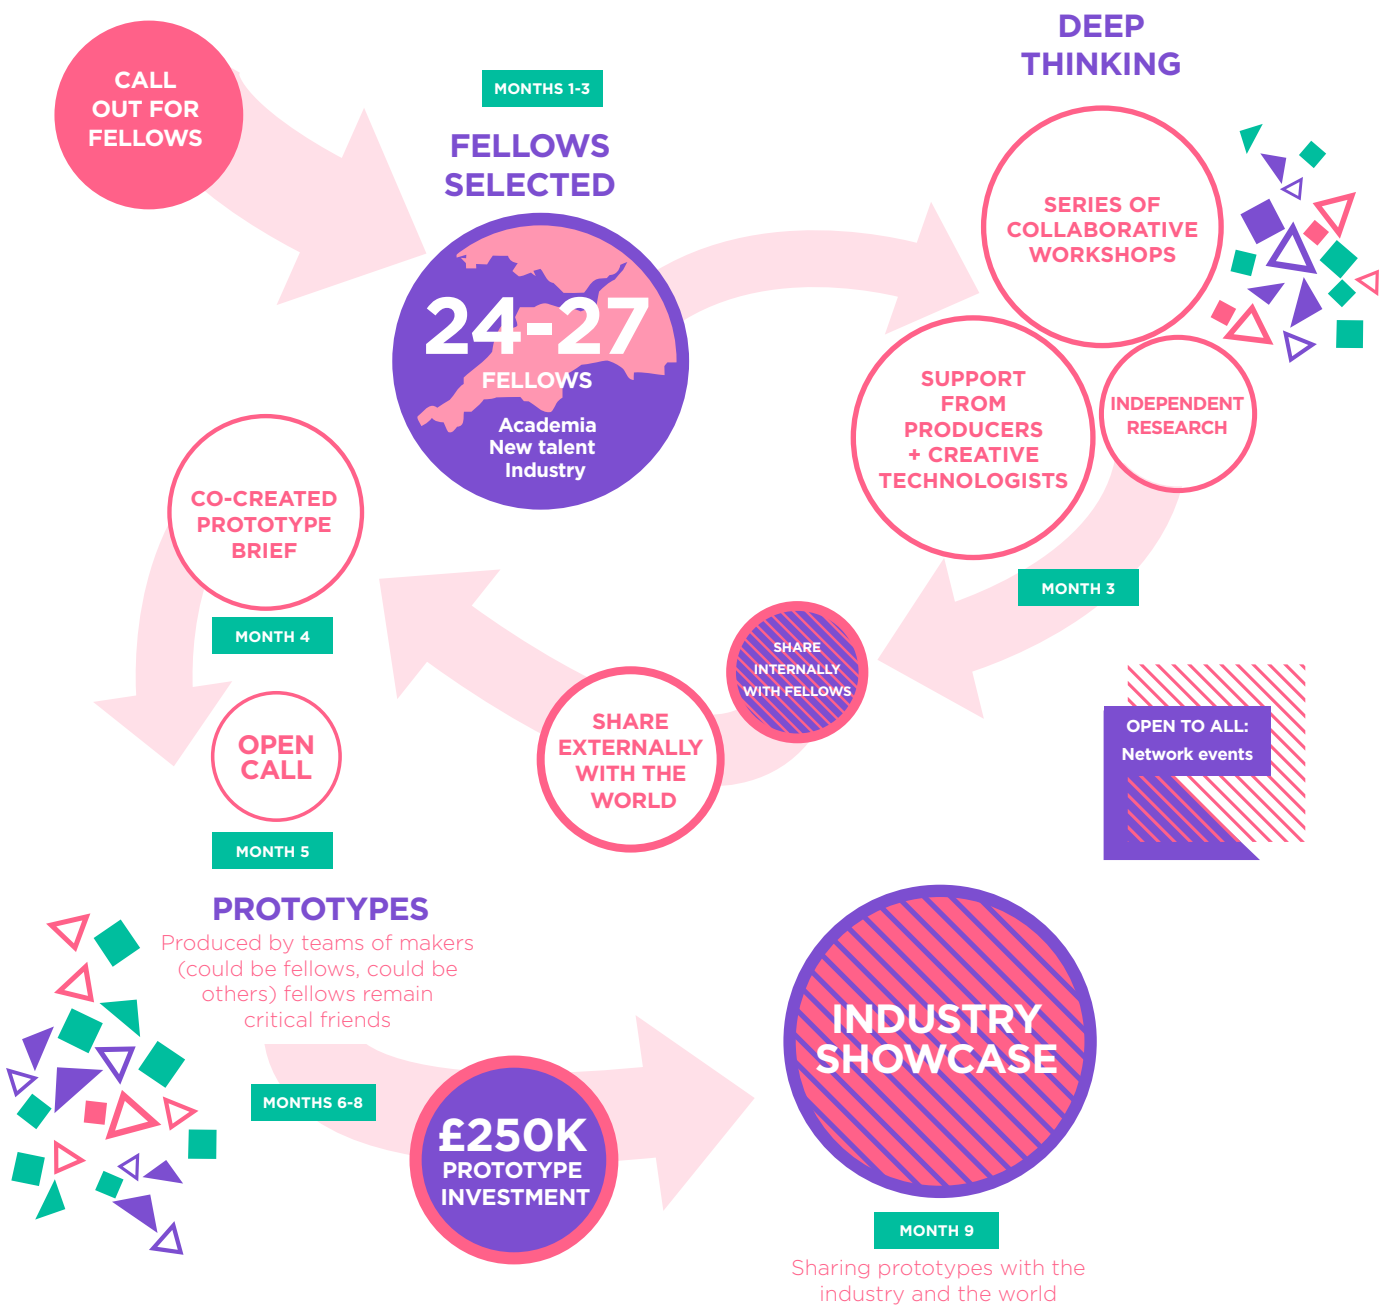 CALL
OUT FOR
FELLOWS
MONTHS 1-3
FELLOWS
SELECTED
24-27
FELLOWS
Academia
New talent
Industry
DEEP
THINKING
SERIES OF
COLLABORATIVE
WORKSHOPS
SUPPORT
FROM
PRODUCERS
+ CREATIVE
TECHNOLOGISTS
INDEPENDENT
RESEARCH
MONTH 3
SHARE
INTERNALLY
WITH FELLOWS
SHARE
EXTERNALLY
WITH THE
WORLD
CO-CREATED
PROTOTYPE
BRIEF
MONTH 4
OPEN
CALL
MONTH 5
OPEN TO ALL:
Network events
PROTOTYPES
Produced by teams of makers
(could be fellows, could be
others) fellows remain
critical friends
MONTHS 6-8
£250K
PROTOTYPE
INVESTMENT
INDUSTRY
SHOWCASE
MONTH 9
Sharing prototypes with the
industry and the world